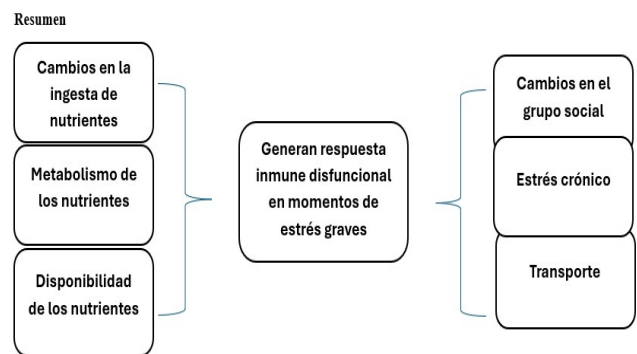 Resumen
Cambios en la
ingesta de
nutrientes
Metabolismo de
los nutrientes
Disponibilidad
de los nutrientes
Generan respuesta
inmune disfuncional
en momentos de
estrés graves
Cambios en el
grupo social
Estrés crónico
Transporte